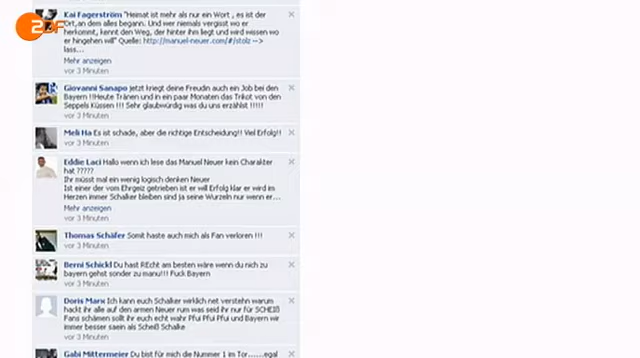 ZDF
Kai Fagerström "Heimat ist mehr als nur ein Wort , es ist der
Ort,an dem alles begann. Und wer niemals vergisst wo er
herkommt, kennt den Weg, der hinter ihm liegt und wird wissen wo
er hingehen will" Quelle: http://manuel-neuer.com/#/stolz -->
lass...
Mehr anzeigen
vor 3 Minuten
Giovanni Sanapo jetzt kriegt deine Freudin auch ein Job bei den
Bayern !!Heute Tränen und in ein paar Monaten das Trikot von den
Seppels Küssen !!! Sehr glaubwürdig was du uns erzählst !!!!!
vor 3 Minuten
Meli Ha Es ist schade, aber die richtige Entscheidung!! Viel Erfolg!!
vor 3 Minuten
Eddie Laci Hallo wenn ich lese das Manuel Neuer kein Charakter
hat ?????
Ihr müsst mal ein wenig logisch denken Neuer
Ist einer der vom Ehrgeiz getrieben ist er will Erfolg klar er wird im
Herzen immer Schalker bleiben sind ja seine Wurzeln nur wenn er...
Mehr anzeigen
vor 3 Minuten
Thomas Schäfer Somit haste auch mich als Fan verloren !!!
vor 3 Minuten
Berni Schickl Du hast REcht am besten wäre wenn du nich zu
bayern gehst sonder zu manu!!! Fuck Bayern
vor 3 Minuten
Doris Marx Ich kann euch Schalker wirklich net verstehn warum
hackt ihr alle auf den armen Neuer rum was seid ihr nur für SCHEIß
Fans schämen sollt ihr euch echt wahr Pfui Pfui Pfui und Bayern wir
immer besser saein als Scheiß Schalke
vor 3 Minuten
Gabi Mittermeier Du bist für mich die Nummer 1 im Tor......egal